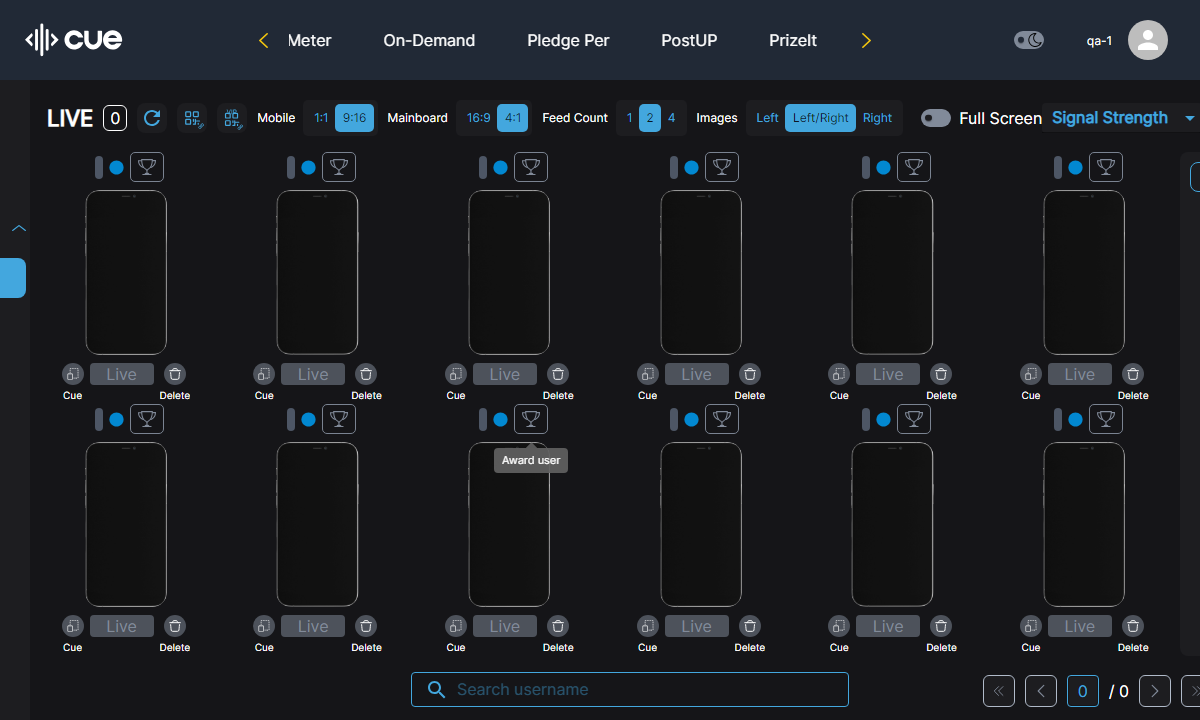 cue
Meter On-Demand Pledge Per PostUP PrizeIt
qa-1
LIVE 0 Mobile 1:1 9:16 Mainboard 16:9 4:1 Feed Count 1 2 4 Images Left Left/Right Right Full Screen Signal Strength
Live Live Live Live Live Live
Cue Delete Cue Delete Cue Delete Cue Delete Cue Delete Cue Delete
Award user
Live Live Live Live Live Live
Cue Delete Cue Delete Cue Delete Cue Delete Cue Delete Cue Delete
Search username
0 / 0